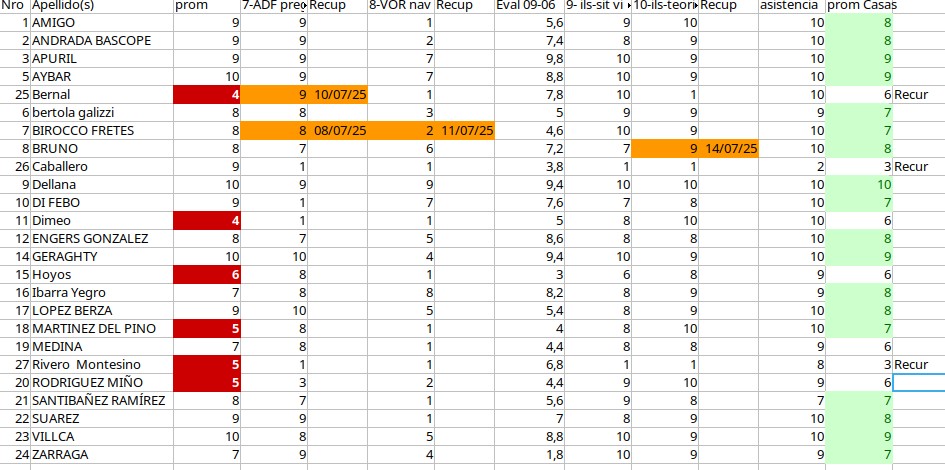 Nro Apellido(s) prom 7-ADF preg Recup 8-VOR nav Recup Eval 09-06 9- ils-sit vi 10-ils-teori Recup asistencia prom Casas
1 AMIGO 9 9 1 5,6 9 10 10 8
2 ANDRADA BASCOPE 9 9 2 7,4 8 9 10 8
3 APURIL 9 9 7 9,8 10 9 10 9
5 AYBAR 10 9 7 8,8 10 9 10 9
25 Bernal 4 9 10/07/25 1 7,8 10 1 10 6 Recur
6 bertola galizzi 8 8 3 5 9 9 9 7
7 BIROCCO FRETES 8 8 08/07/25 2 11/07/25 4,6 10 9 10 7
8 BRUNO 8 7 6 7,2 7 9 14/07/25 10 8
26 Caballero 9 1 1 3,8 1 1 2 3 Recur
9 Dellana 10 9 9 9,4 10 10 10 10
10 DI FEBO 9 1 7 7,6 7 8 10 7
11 Dimeo 4 1 1 5 8 10 10 6
12 ENGERS GONZALEZ 8 7 5 8,6 8 8 10 8
14 GERAGHTY 10 10 4 9,4 10 9 10 9
15 Hoyos 6 8 1 3 6 8 9 6
16 Ibarra Yegro 7 8 8 8,2 8 9 9 8
17 LOPEZ BERZA 9 10 5 5,4 8 9 10 8
18 MARTINEZ DEL PINO 5 8 1 4 8 10 10 7
19 MEDINA 7 8 1 4,4 8 8 9 6
27 Rivero Montesino 5 1 1 6,8 1 1 8 3 Recur
20 RODRIGUEZ MIÑO 5 3 2 4,4 9 10 9 6
21 SANTIBAÑEZ RAMÍREZ 8 7 1 5,6 9 8 7 7
22 SUAREZ 9 9 1 7 8 9 10 8
23 VILLCA 10 8 5 8,8 10 9 10 9
24 ZARRAGA 7 9 4 1,8 10 9 9 7